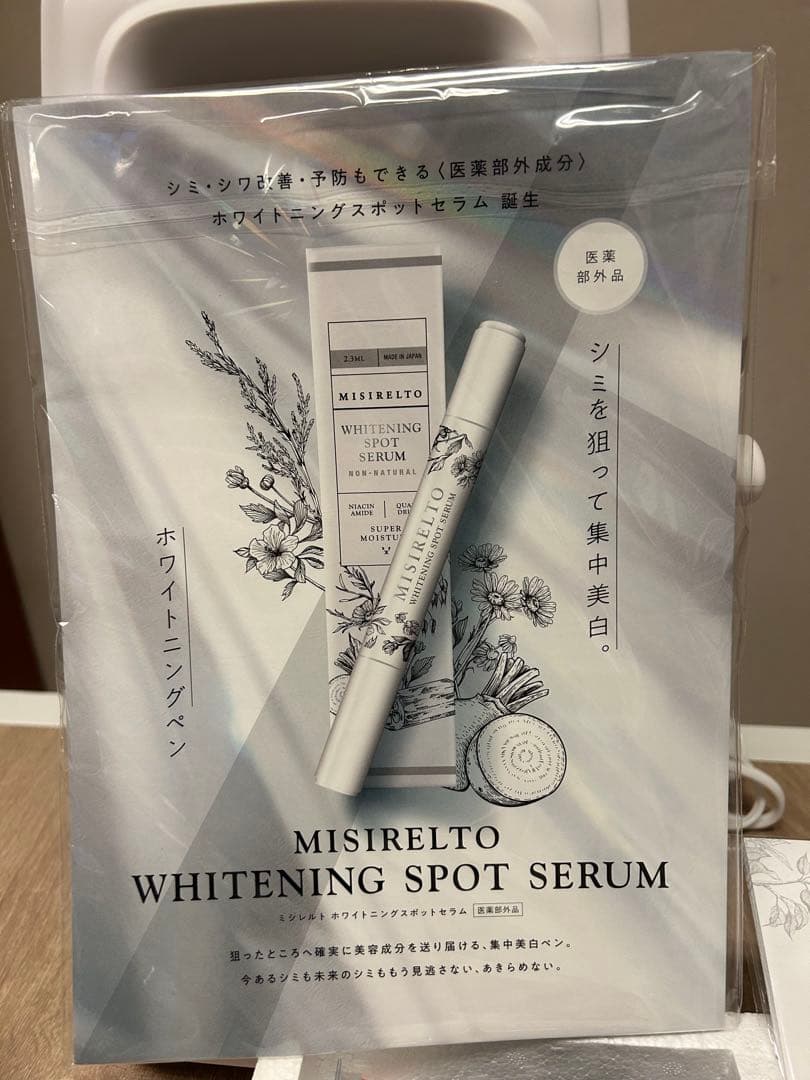 シミ・シワ改善・予防もできる〈医薬部外成分〉
ホワイトニングスポットセラム 誕生
医薬
部外品
シミを狙って集中美白。
ホワイトニングペン
2.3ML
MADE IN JAPAN
MISIRELTO
WHITENING
SPOT
SERUM
NON-NATURAL
NIACIN
AMIDE
SUPER
MISIRELTO
WHITENING SPOT SERUM
MISIRELTO
WHITENING SPOT SERUM
ミジレルト ホワイトニングスポットセラム 医薬部外品
狙ったところへ確実に美容成分を送り届ける、集中美白ペン。
今あるシミも未来のシミももう見逃さない、あきらめない。